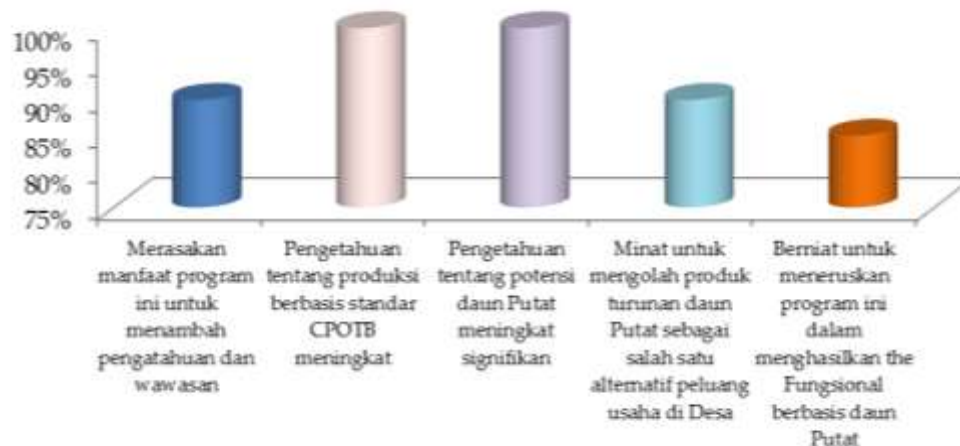 100%
95%
90%
85%
80%
75%
Merasakan
manfaat program
ini untuk
menambah
pengatahuan dan
wawasan
Pengetahuan
tentang produksi
berbasis standar
CPOTB
meningkat
Pengetahuan
tentang potensi
daun Putat
meningkat
signifikan
Minat untuk
mengolah produk
turunan daun
Putat sebagai
salah satu
alternatif peluang
usaha di Desa
Berniat untuk
meneruskan
program ini
dalam
menghasilkan the
Fungsional
berbasis daun
Putat